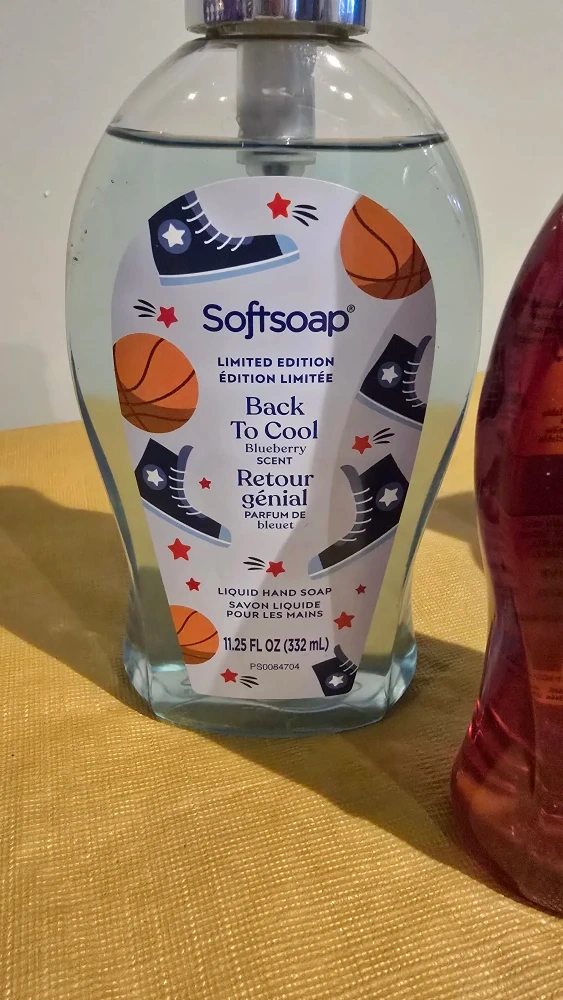 Softsoap®
LIMITED EDITION
ÉDITION LIMITÉE
Back
To Cool
Blueberry
SCENT
Retour
génial
PARFUM DE
bleuet
LIQUID HAND SOAP
SAVON LIQUIDE
POUR LES MAINS
11.25 FL OZ (332 mL)
PS0084704